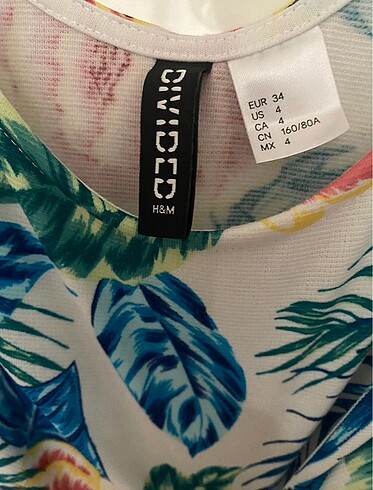 DIVIDED
H&M
EUR 34
US 4
CA 4
CN 160/80A
MX 4